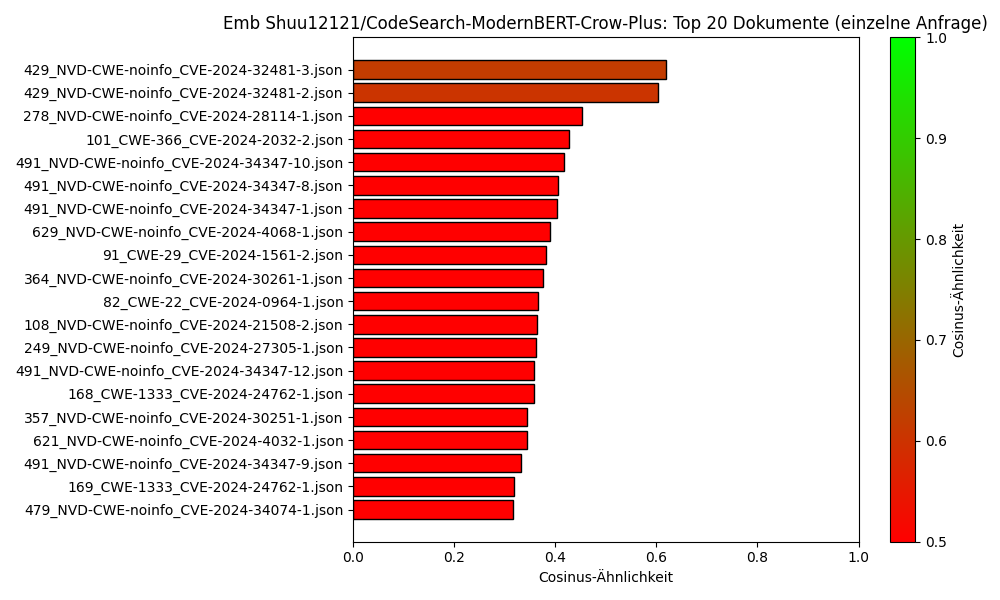 Emb Shuu12121/CodeSearch-ModernBERT-Crow-Plus: Top 20 Dokumente (einzelne Anfrage)
429_NVD-CWE-noinfo_CVE-2024-32481-3.json
429_NVD-CWE-noinfo_CVE-2024-32481-2.json
278_NVD-CWE-noinfo_CVE-2024-28114-1.json
101_CWE-366_CVE-2024-2032-2.json
491_NVD-CWE-noinfo_CVE-2024-34347-10.json
491_NVD-CWE-noinfo_CVE-2024-34347-8.json
491_NVD-CWE-noinfo_CVE-2024-34347-1.json
629_NVD-CWE-noinfo_CVE-2024-4068-1.json
91_CWE-29_CVE-2024-1561-2.json
364_NVD-CWE-noinfo_CVE-2024-30261-1.json
82_CWE-22_CVE-2024-0964-1.json
108_NVD-CWE-noinfo_CVE-2024-21508-2.json
249_NVD-CWE-noinfo_CVE-2024-27305-1.json
491_NVD-CWE-noinfo_CVE-2024-34347-12.json
168_CWE-1333_CVE-2024-24762-1.json
357_NVD-CWE-noinfo_CVE-2024-30251-1.json
621_NVD-CWE-noinfo_CVE-2024-4032-1.json
491_NVD-CWE-noinfo_CVE-2024-34347-9.json
169_CWE-1333_CVE-2024-24762-1.json
479_NVD-CWE-noinfo_CVE-2024-34074-1.json
0.0 0.2 0.4 0.6 0.8 1.0
Cosinus-Ähnlichkeit
1.0
0.9
0.8
0.7
0.6
0.5
Cosinus-Ähnlichkeit